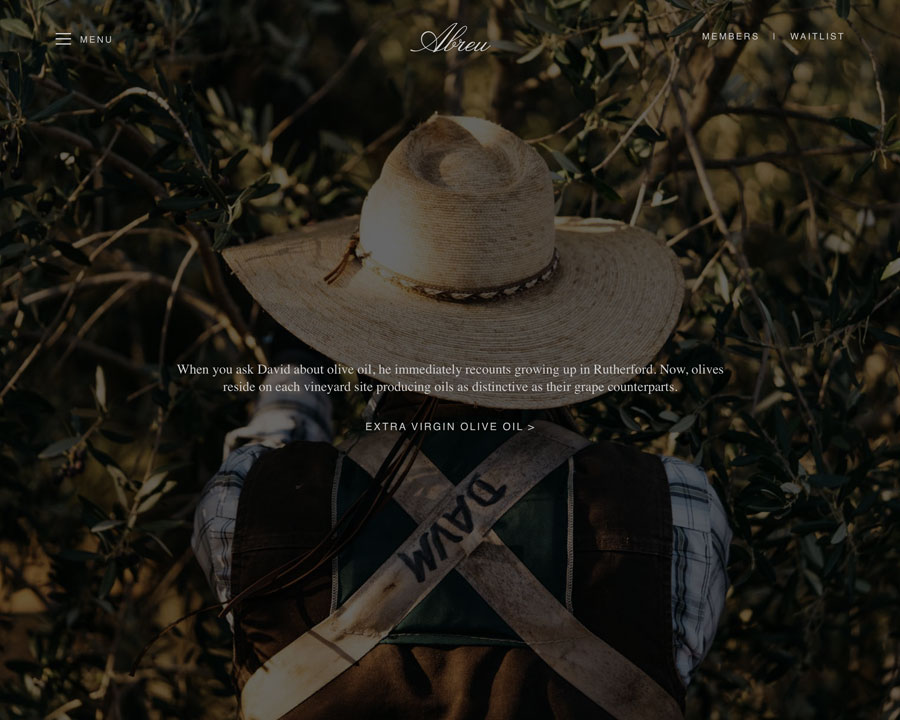 MENU
Abreu
MEMBERS | WAITLIST
When you ask David about olive oil, he immediately recounts growing up in Rutherford. Now, olives
reside on each vineyard site producing oils as distinctive as their grape counterparts.
EXTRA VIRGIN OLIVE OIL >
DAVM